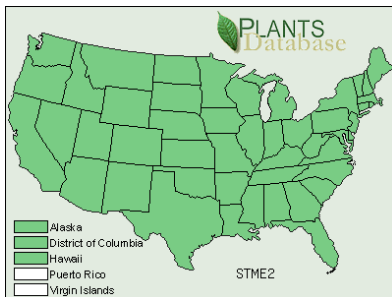 PLANTS
Database
Alaska
District of Columbia
Hawaii
Puerto Rico
Virgin Islands
STME2